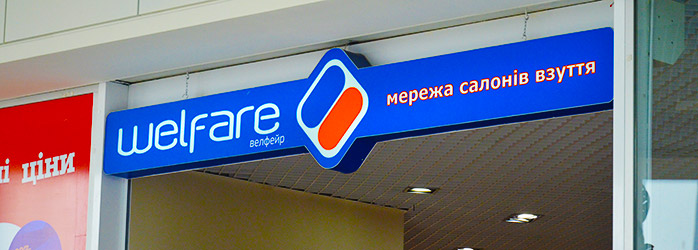 welfare
велфейр
мережа салонів взуття
ціни